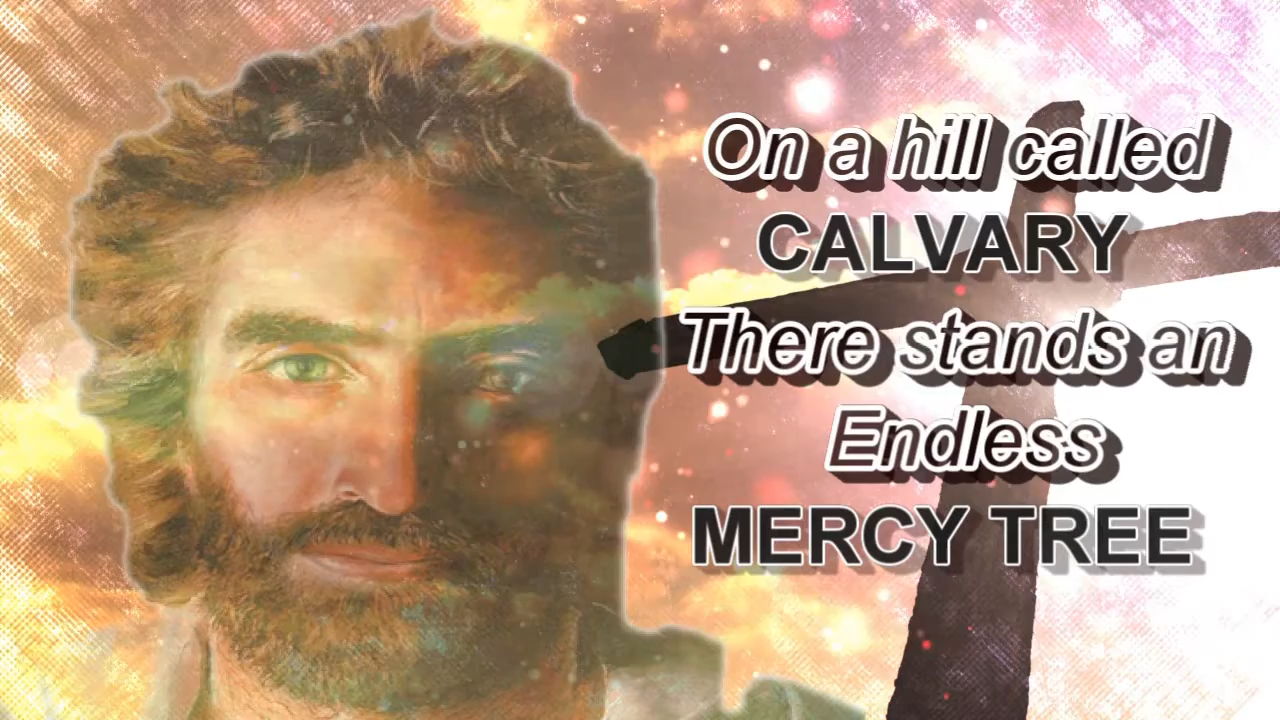 On a hill called
CALVARY
There stands an
Endless
MERCY TREE